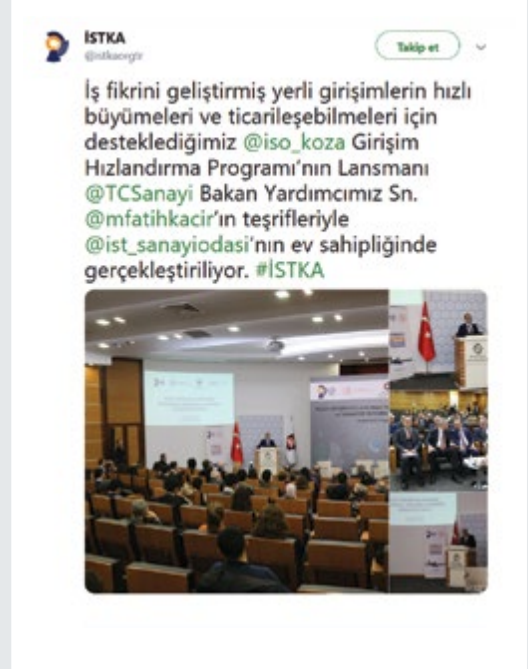 İSTKA
@istkaorgtr
Takip et
İş fikrini geliştirmiş yerli girişimlerin hızlı
büyümeleri ve ticarileşebilmeleri için
desteklediğimiz @iso_koza Girişim
Hızlandırma Programı'nın Lansmanı
@TCSanayi Bakan Yardımcımız Sn.
@mfatihkacir'ın teşrifleriyle
@ist_sanayiodasi'nın ev sahipliğinde
gerçekleştiriliyor. #İSTKA